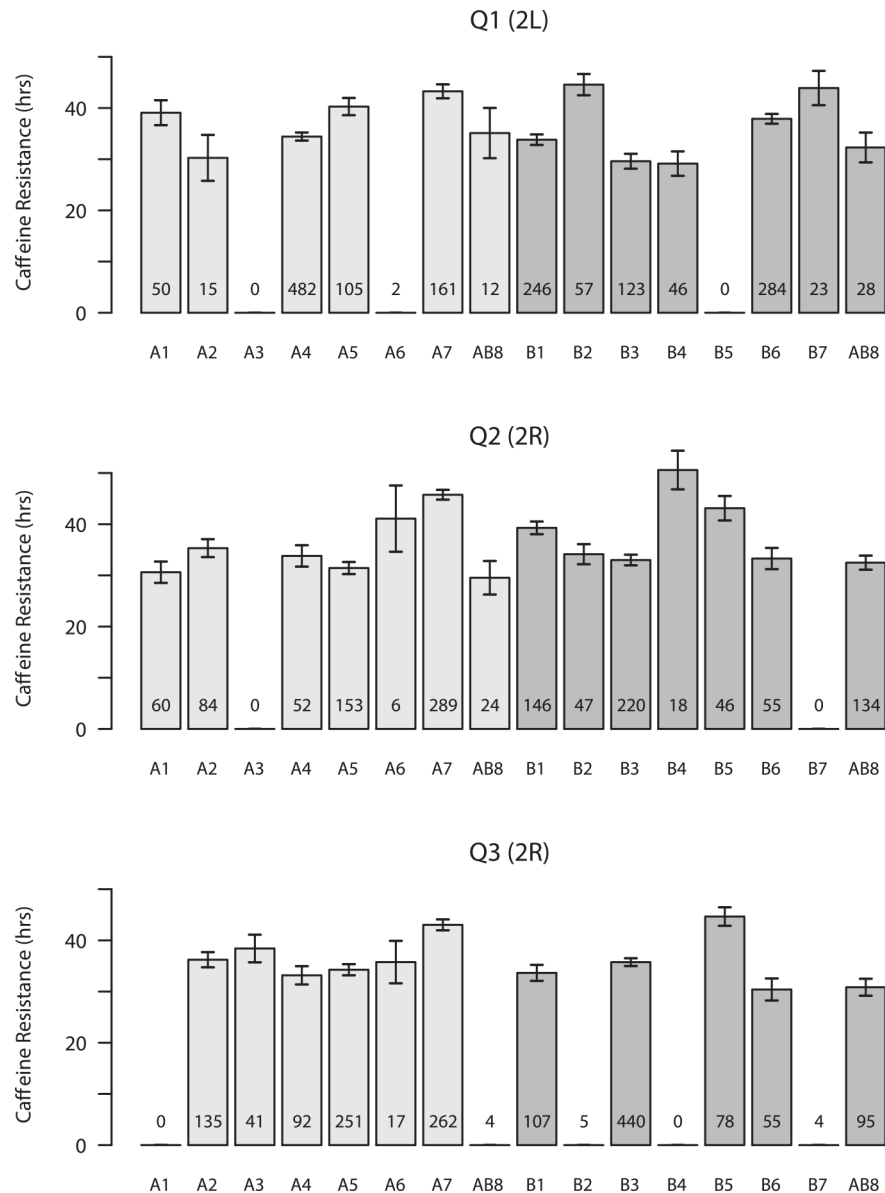 Q1 (2L)
Caffeine Resistance (hrs)
40
20
0
50 15 0 482 105 2 161 12 246 57 123 46 0 284 23 28
A1 A2 A3 A4 A5 A6 A7 AB8 B1 B2 B3 B4 B5 B6 B7 AB8
Q2 (2R)
Caffeine Resistance (hrs)
40
20
0
60 84 0 52 153 6 289 24 146 47 220 18 46 55 0 134
A1 A2 A3 A4 A5 A6 A7 AB8 B1 B2 B3 B4 B5 B6 B7 AB8
Q3 (2R)
Caffeine Resistance (hrs)
40
20
0
0 135 41 92 251 17 262 4 107 5 440 0 78 55 4 95
A1 A2 A3 A4 A5 A6 A7 AB8 B1 B2 B3 B4 B5 B6 B7 AB8